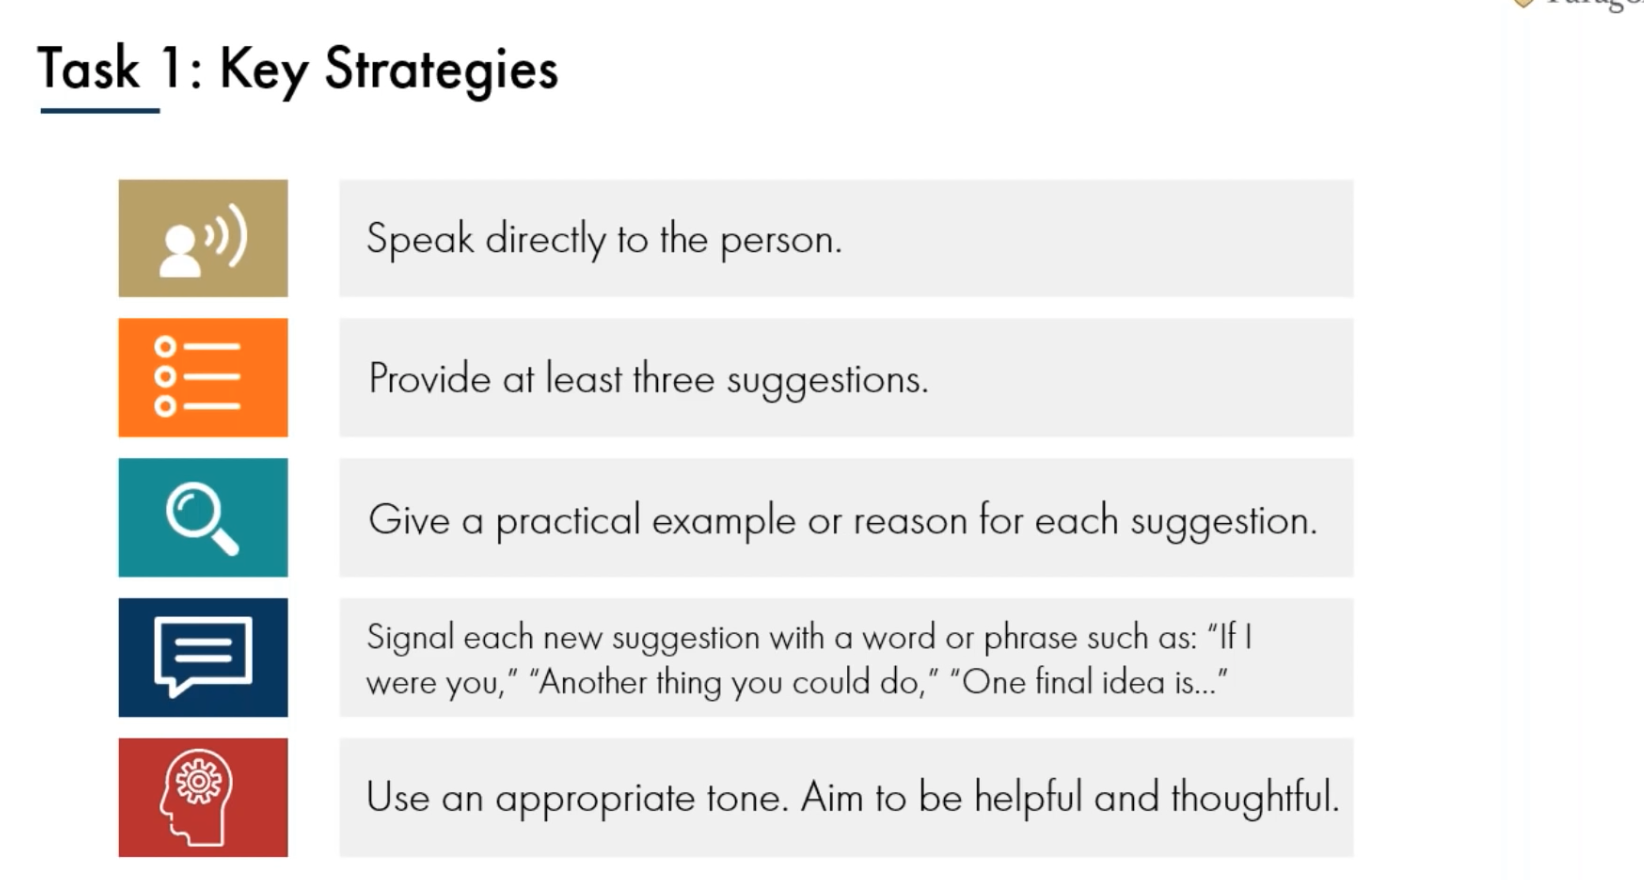 Task 1: Key Strategies
Speak directly to the person.
Provide at least three suggestions.
Give a practical example or reason for each suggestion.
Signal each new suggestion with a word or phrase such as: “If I
were you,” “Another thing you could do,” “One final idea is...”
Use an appropriate tone. Aim to be helpful and thoughtful.